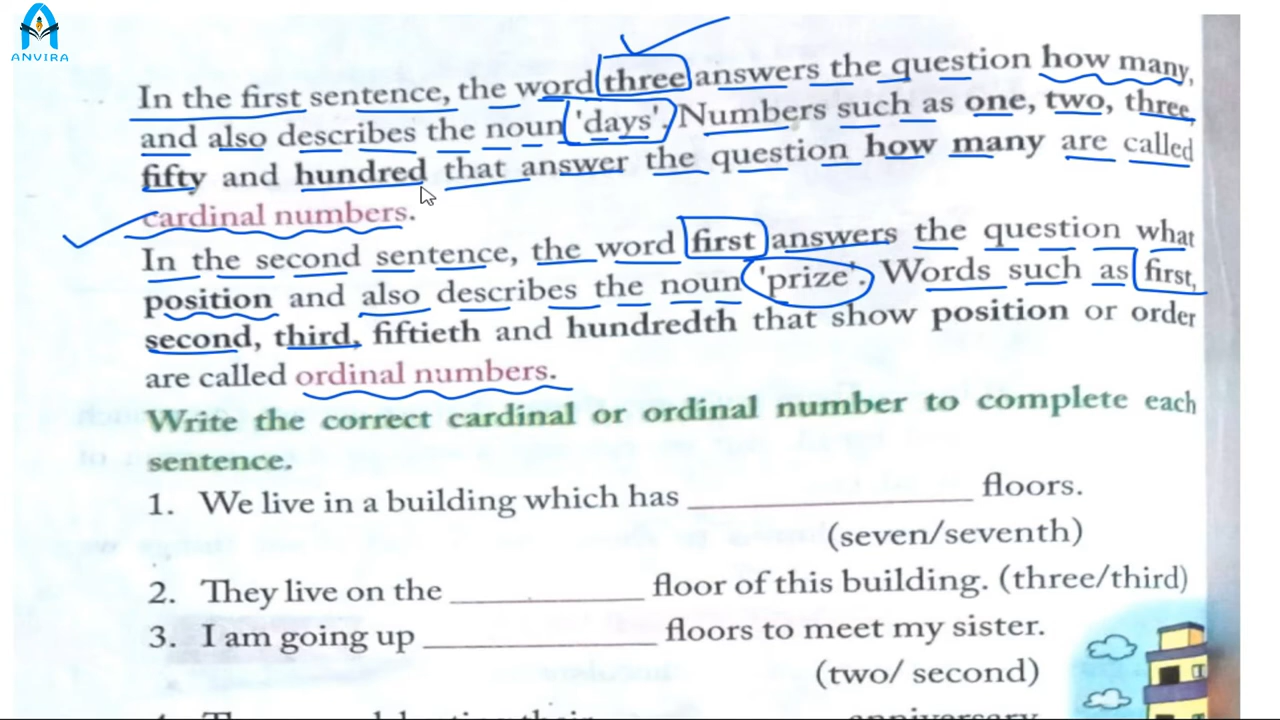 ANVIRA
In the first sentence, the word three answers the question how many,
and also describes the noun 'days'. Numbers such as one, two, three,
fifty and hundred that answer the question how many are called
cardinal numbers.
In the second sentence, the word first answers the question what
position and also describes the noun 'prize'. Words such as first,
second, third, fiftieth and hundredth that show position or order
are called ordinal numbers.
Write the correct cardinal or ordinal number to complete each
sentence.
1. We live in a building which has ____________ floors.
(seven/seventh)
2. They live on the ____________ floor of this building. (three/third)
3. I am going up ____________ floors to meet my sister.
(two/ second)
anniversary